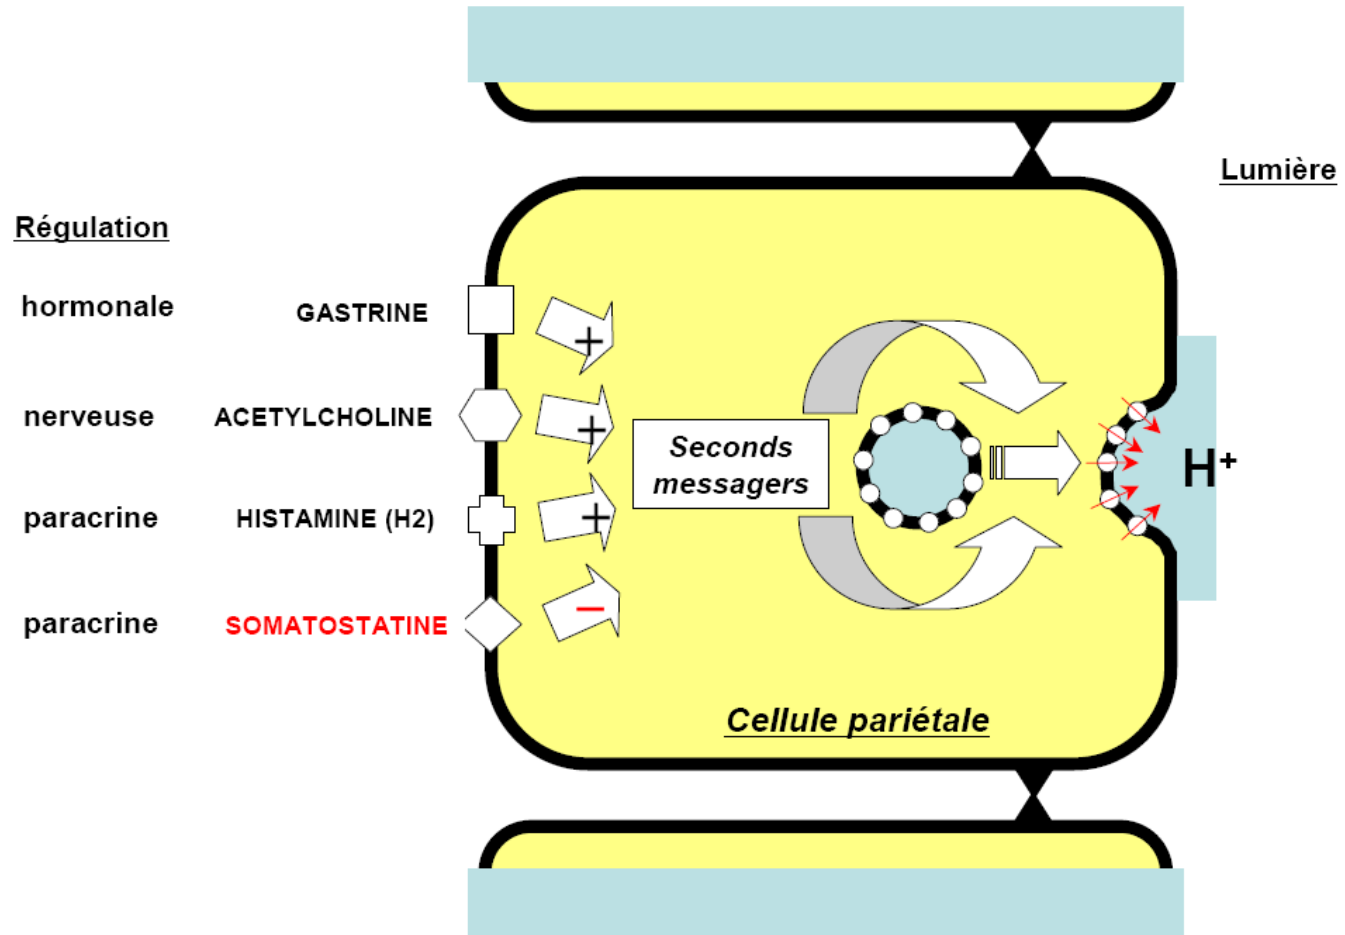 Lumière
Régulation
hormonale GASTRINE +
nerveuse ACETYLCHOLINE +
Seconds
messagers
H+
paracrine HISTAMINE (H2) +
paracrine SOMATOSTATINE −
Cellule pariétale